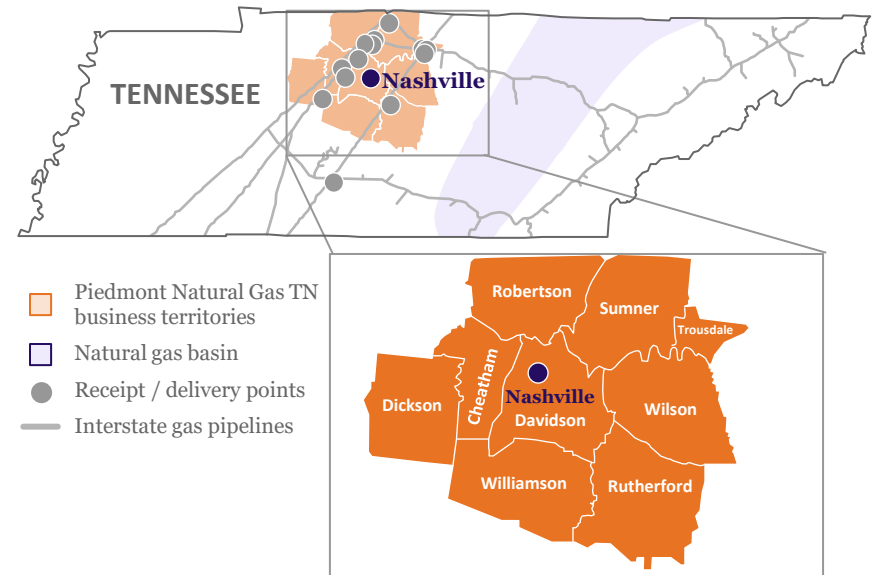 TENNESSEE
Nashville
Piedmont Natural Gas TN
business territories
Natural gas basin
Receipt / delivery points
Interstate gas pipelines
Robertson
Sumner
Trousdale
Cheatham
Dickson
Nashville
Davidson
Wilson
Williamson
Rutherford